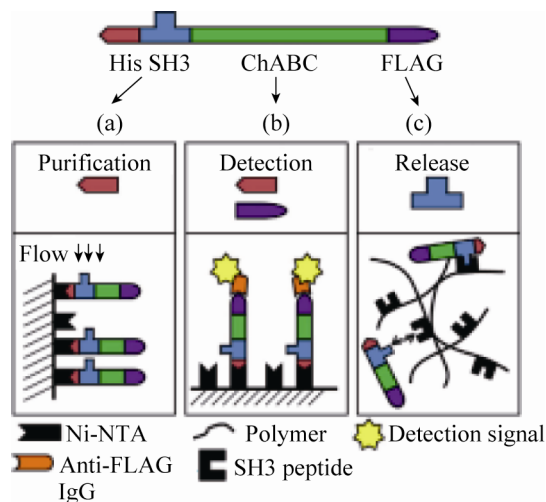 His SH3 ChABC FLAG
(a) (b) (c)
Purification Detection Release
Flow
Ni-NTA Polymer Detection signal
Anti-FLAG IgG SH3 peptide